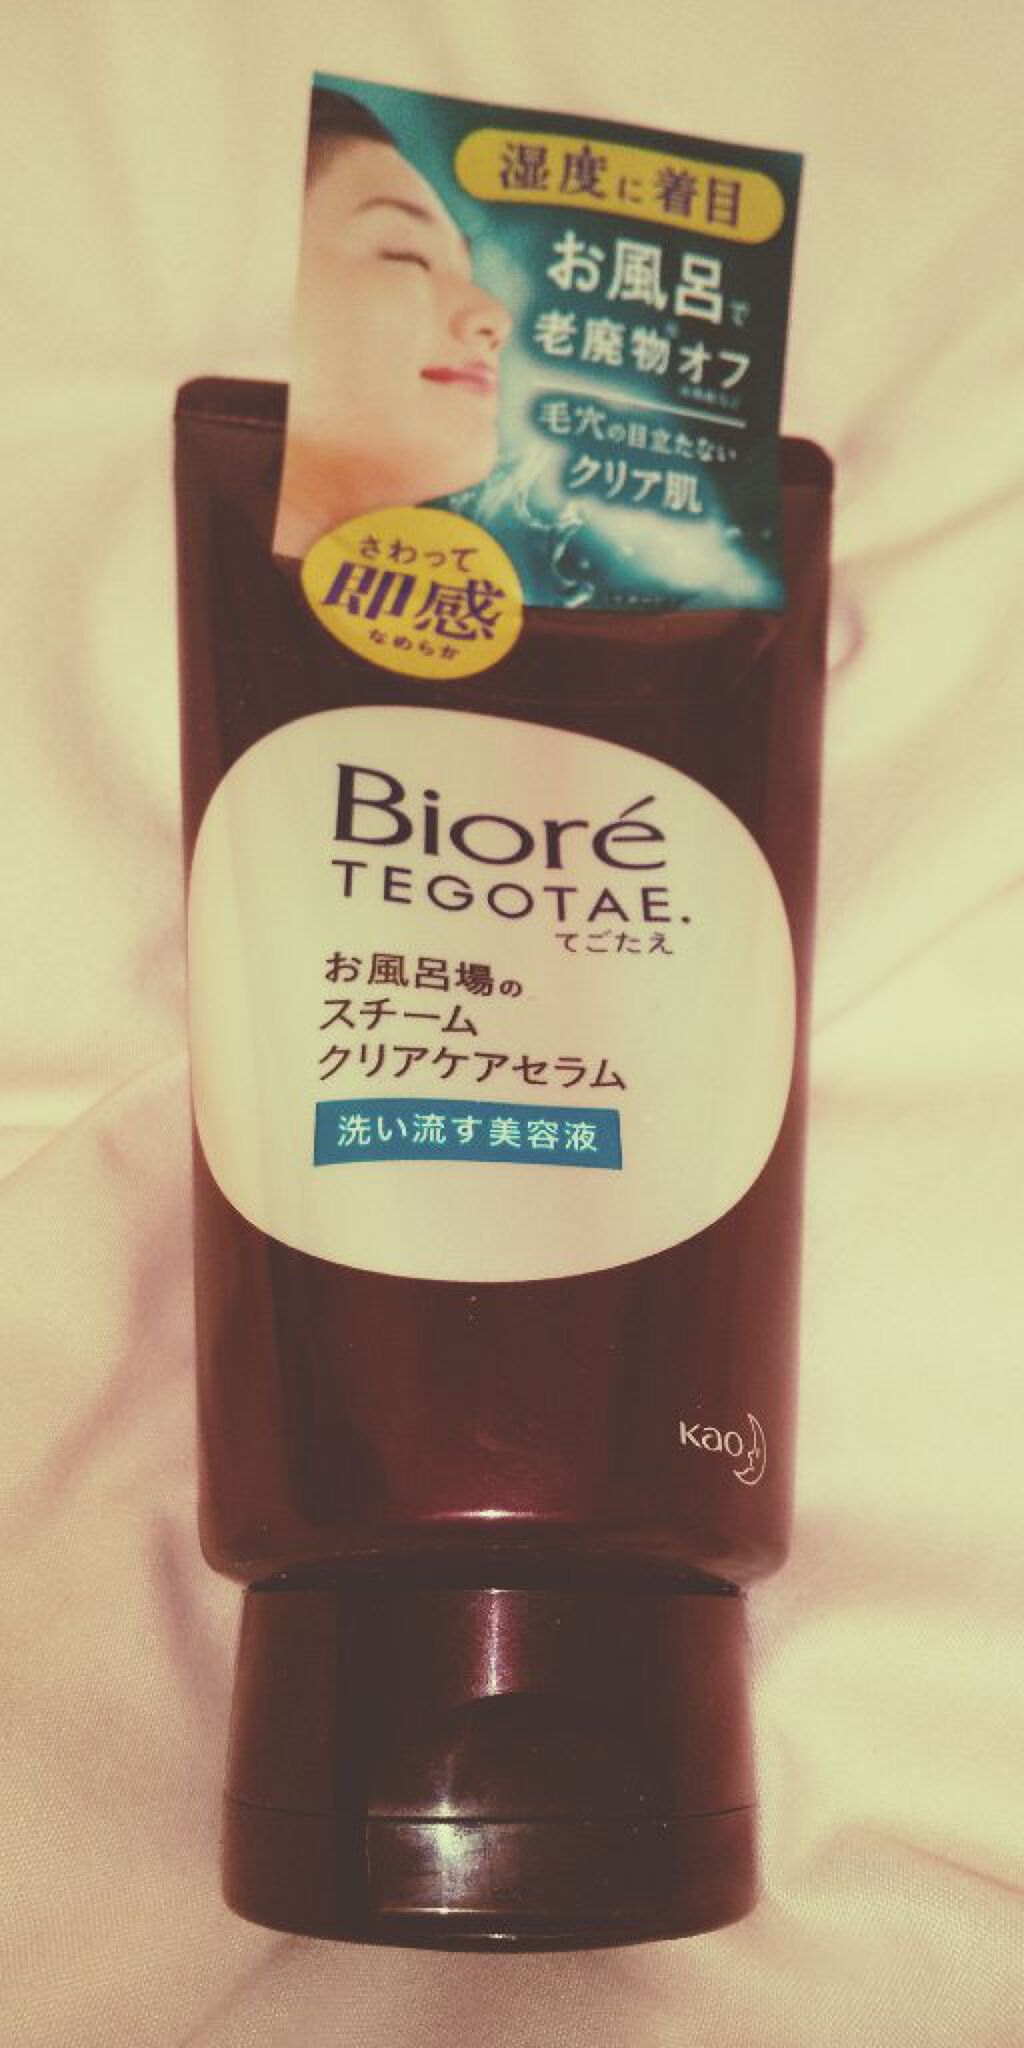 湿度に着目
お風呂で
老廃物※オフ
毛穴の目立たない
クリア肌
さわって
即感
なめらか
Bioré
TEGOTAE.
てごたえ
お風呂場の
スチーム
クリアケアセラム
洗い流す美容液
kao